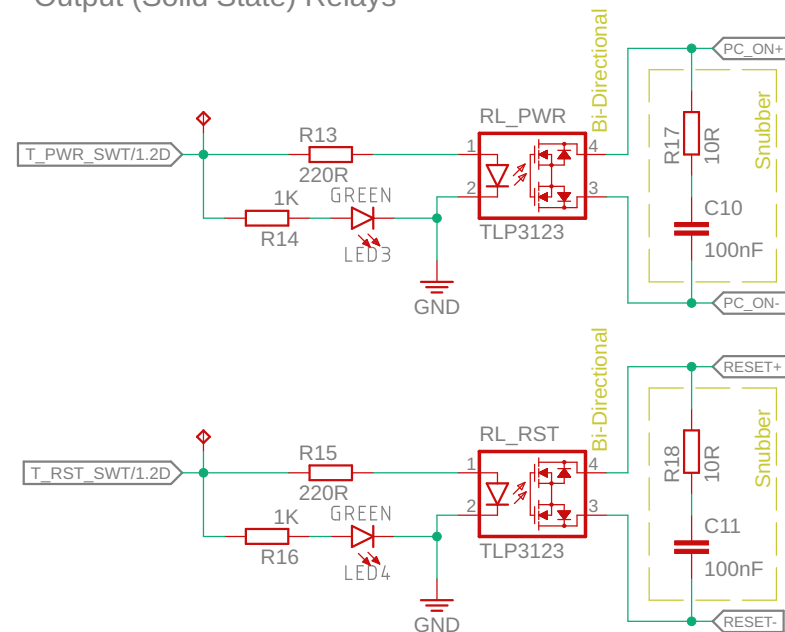 Output (Solid State) Relays
PC_ON+
Bi-Directional
RL_PWR
R13
T_PWR_SWT/1.2D
1
4
220R
R17
10R
Snubber
1K
GREEN
2
3
C10
R14
LED3
TLP3123
100nF
GND
PC_ON-
RESET+
Bi-Directional
RL_RST
R15
T_RST_SWT/1.2D
1
4
220R
R18
10R
Snubber
1K
GREEN
2
3
C11
R16
LED4
TLP3123
100nF
GND
RESET-